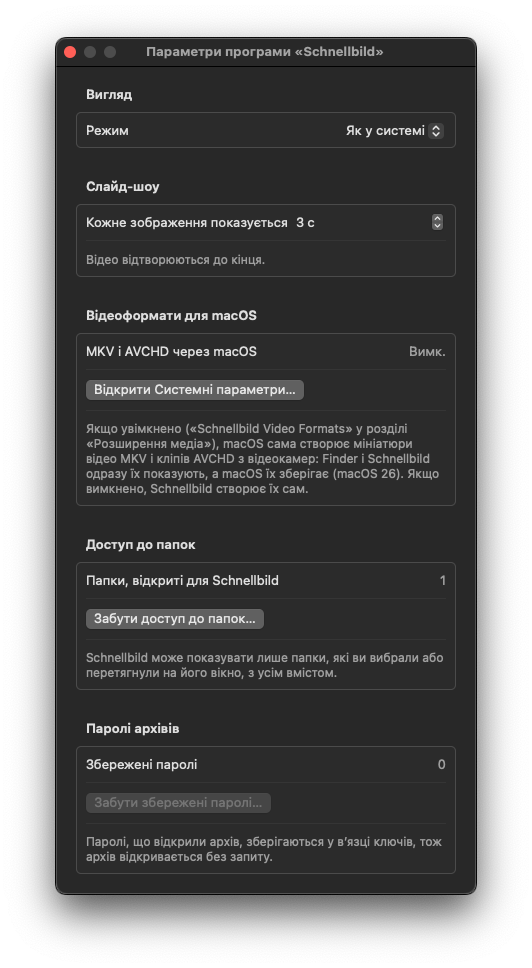 Параметри програми «Schnellbild»
Вигляд
Режим
Як у системі
Слайд-шоу
Кожне зображення показується 3 с
Відео відтворюються до кінця.
Відеоформати для macOS
MKV і AVCHD через macOS
Вимк.
Відкрити Системні параметри…
Якщо увімкнено («Schnellbild Video Formats» у розділі
«Розширення медіа»), macOS сама створює мініатюри
відео MKV і кліпів AVCHD з відеокамер: Finder і Schnellbild
одразу їх показують, а macOS їх зберігає (macOS 26). Якщо
вимкнено, Schnellbild створює їх сам.
Доступ до папок
Папки, відкриті для Schnellbild
1
Забути доступ до папок…
Schnellbild може показувати лише папки, які ви вибрали або
перетягнули на його вікно, з усім вмістом.
Паролі архівів
Збережені паролі
0
Забути збережені паролі…
Паролі, що відкрили архів, зберігаються у в’язці ключів, тож
архів відкривається без запиту.